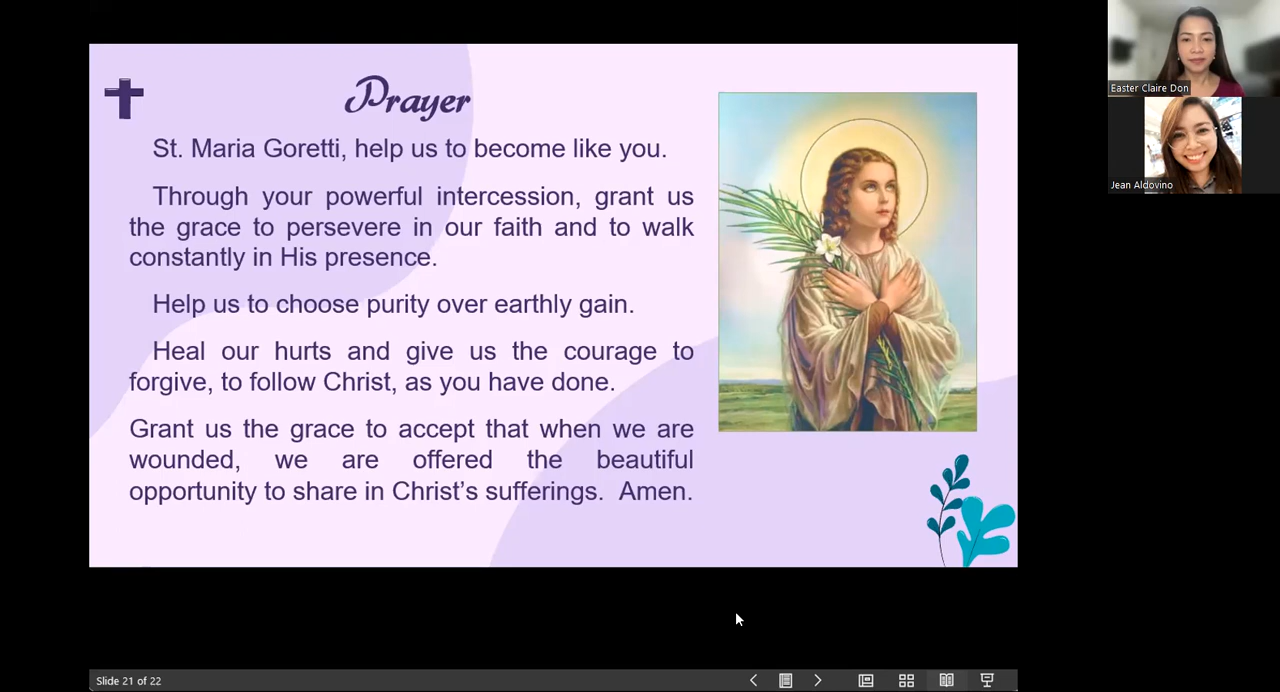 Prayer
St. Maria Goretti, help us to become like you.
Through your powerful intercession, grant us
the grace to persevere in our faith and to walk
constantly in His presence.
Help us to choose purity over earthly gain.
Heal our hurts and give us the courage to
forgive, to follow Christ, as you have done.
Grant us the grace to accept that when we are
wounded, we are offered the beautiful
opportunity to share in Christ’s sufferings.  Amen.
Easter Claire Don
Jean Aldovino
Slide 21 of 22